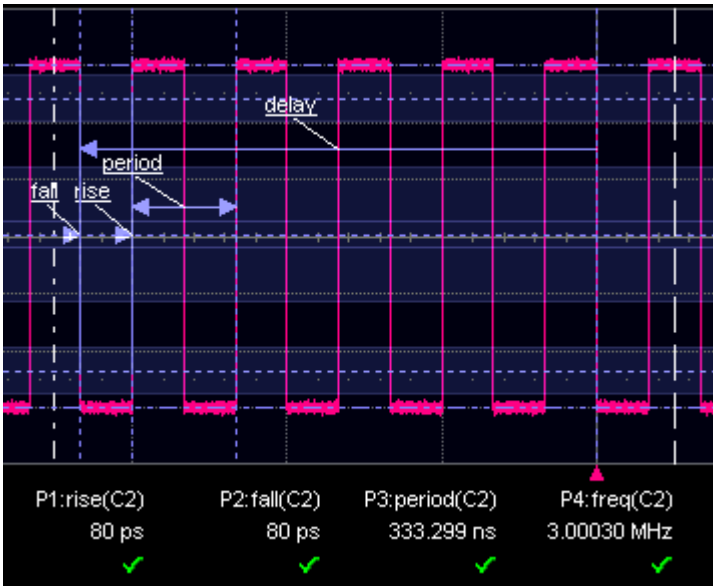 delay
period
fall rise
P1:rise(C2) P2:fall(C2) P3:period(C2) P4:freq(C2)
80 ps 80 ps 333.299 ns 3.00030 MHz